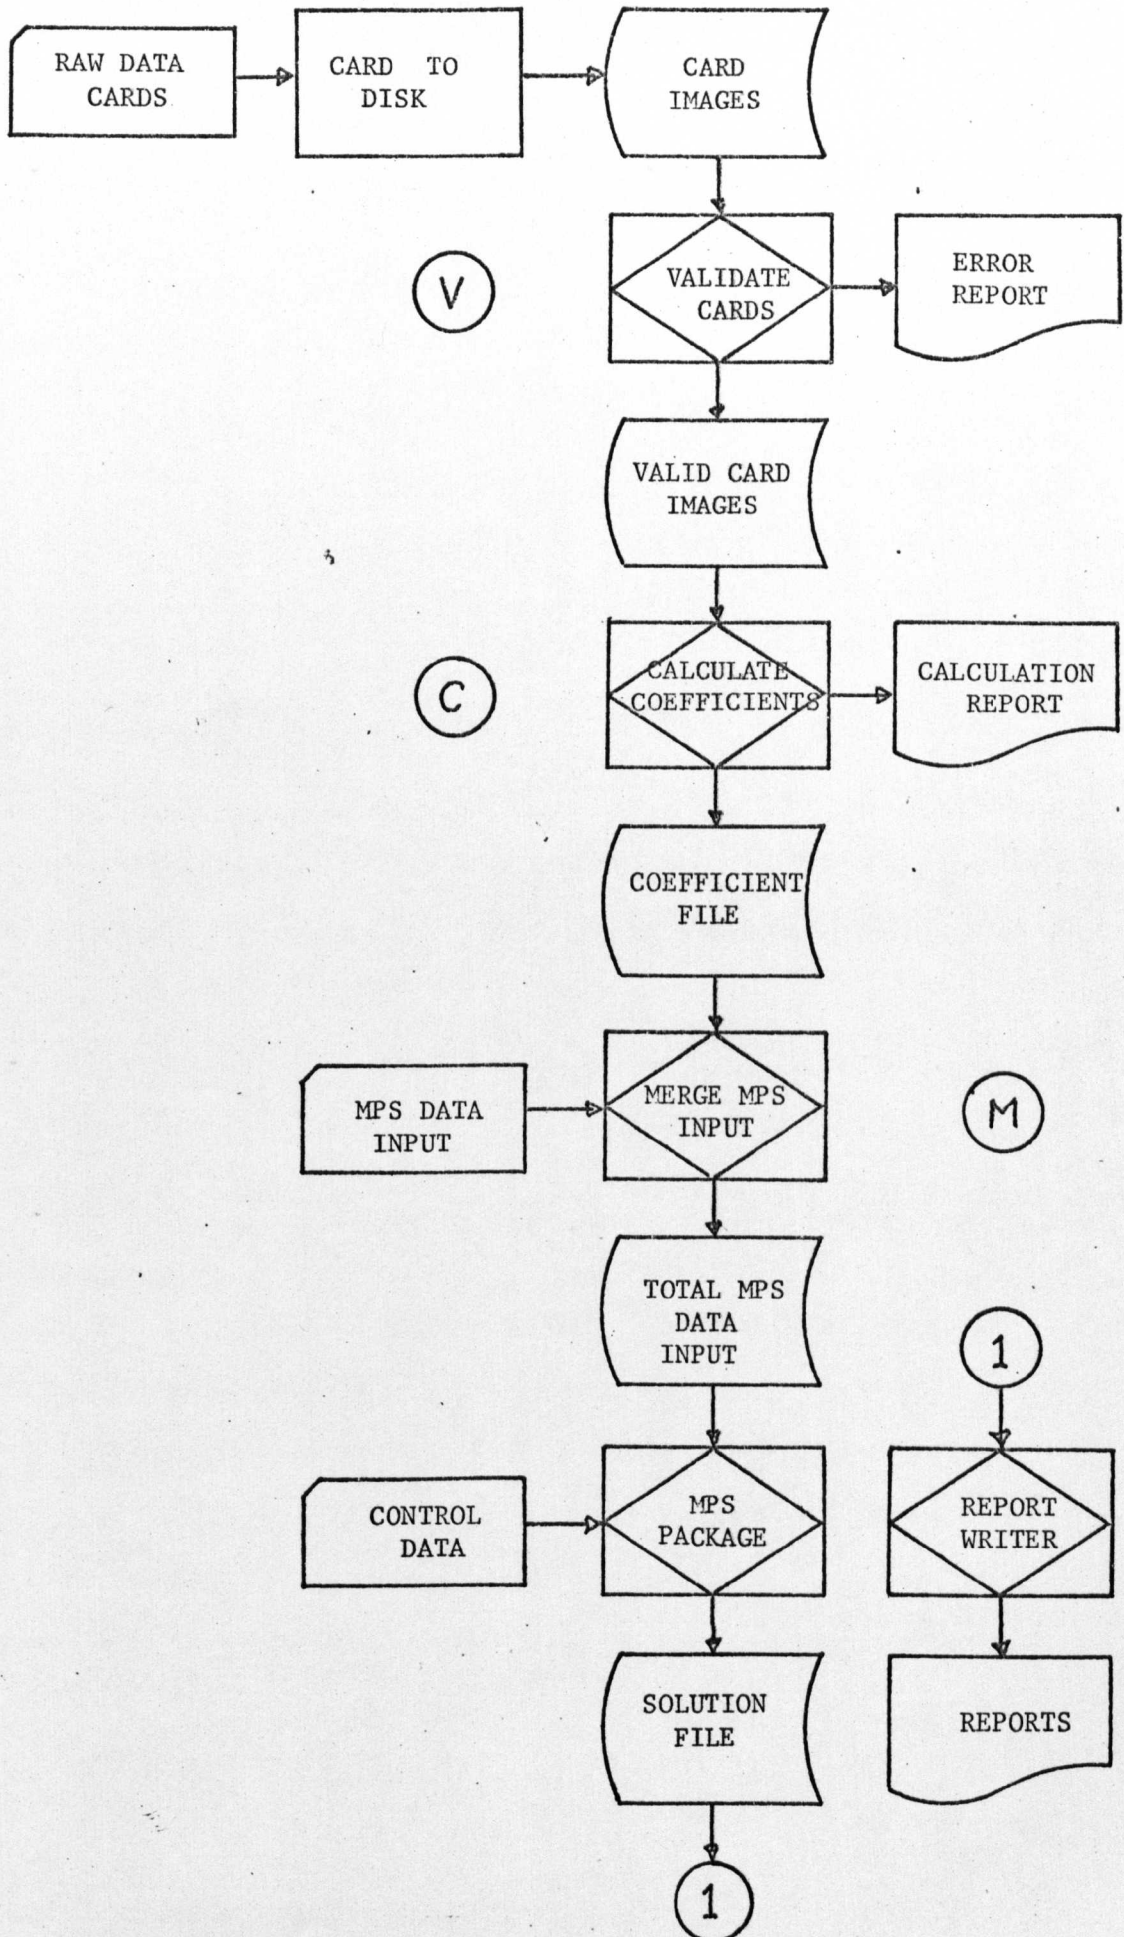 RAW DATA
CARDS
CARD TO
DISK
CARD
IMAGES
V
VALIDATE
CARDS
ERROR
REPORT
VALID CARD
IMAGES
C
CALCULATE
COEFFICIENTS
CALCULATION
REPORT
COEFFICIENT
FILE
MPS DATA
INPUT
MERGE MPS
INPUT
M
TOTAL MPS
DATA
INPUT
1
CONTROL
DATA
MPS
PACKAGE
REPORT
WRITER
SOLUTION
FILE
REPORTS
1